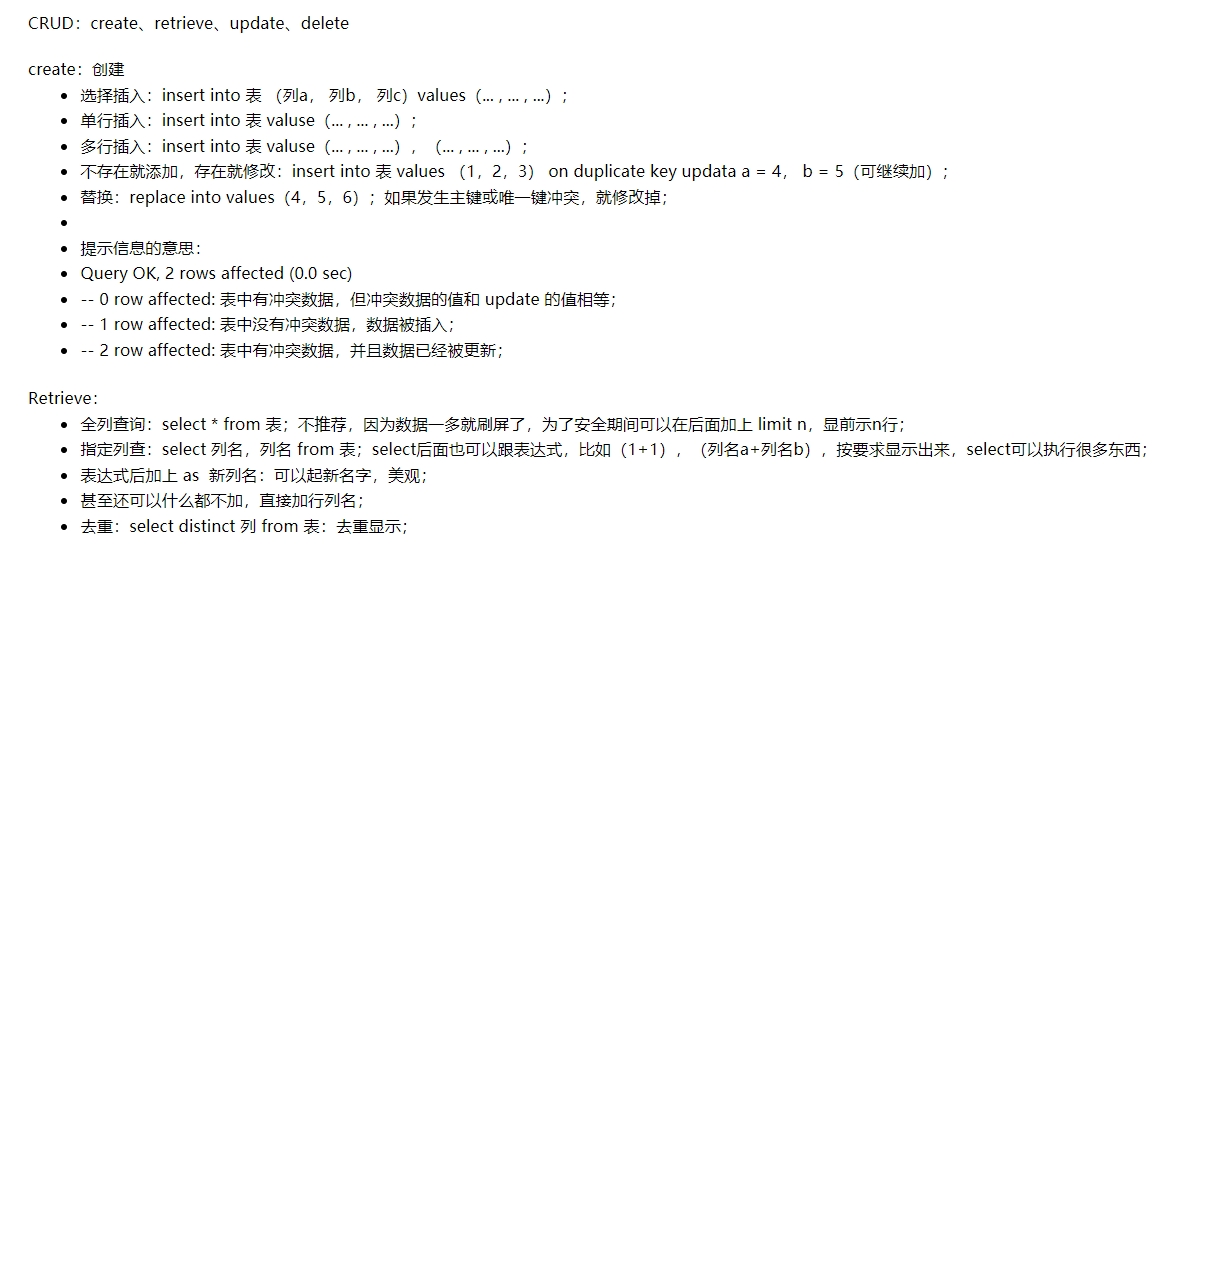 CRUD：create、retrieve、update、delete
create：创建
• 选择插入：insert into 表 （列a， 列b， 列c）values（... , ... , ...）；
• 单行插入：insert into 表 valuse（... , ... , ...）；
• 多行插入：insert into 表 valuse（... , ... , ...），（... , ... , ...）；
• 不存在就添加，存在就修改：insert into 表 values （1，2，3） on duplicate key updata a = 4， b = 5（可继续加）；
• 替换：replace into values（4，5，6）；如果发生主键或唯一键冲突，就修改掉；
•
• 提示信息的意思：
• Query OK, 2 rows affected (0.0 sec)
• -- 0 row affected: 表中有冲突数据，但冲突数据的值和 update 的值相等；
• -- 1 row affected: 表中没有冲突数据，数据被插入；
• -- 2 row affected: 表中有冲突数据，并且数据已经被更新；
Retrieve：
• 全列查询：select * from 表；不推荐，因为数据一多就刷屏了，为了安全期间可以在后面加上 limit n，显前示n行；
• 指定列查：select 列名，列名 from 表；select后面也可以跟表达式，比如（1+1），（列名a+列名b），按要求显示出来，select可以执行很多东西；
• 表达式后加上 as  新列名：可以起新名字，美观；
• 甚至还可以什么都不加，直接加行列名；
• 去重：select distinct 列 from 表：去重显示；